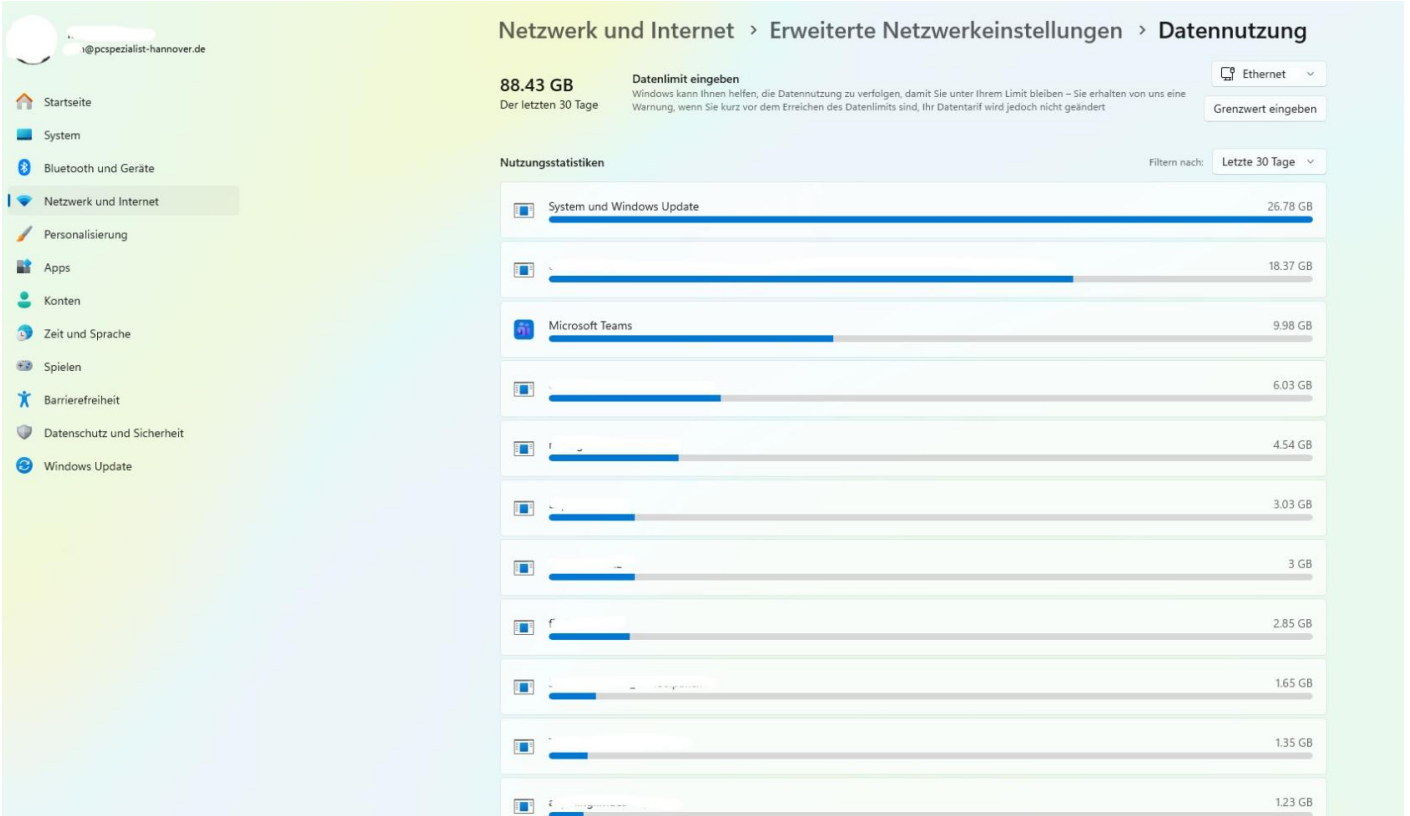 @pcspezialist-hannover.de
Startseite
System
Bluetooth und Geräte
Netzwerk und Internet
Personalisierung
Apps
Konten
Zeit und Sprache
Spielen
Barrierefreiheit
Datenschutz und Sicherheit
Windows Update
Netzwerk und Internet > Erweiterte Netzwerkeinstellungen > Datennutzung
88.43 GB
Der letzten 30 Tage
Datenlimit eingeben
Windows kann Ihnen helfen, die Datennutzung zu verfolgen, damit Sie unter Ihrem Limit bleiben – Sie erhalten von uns eine
Warnung, wenn Sie kurz vor dem Erreichen des Datenlimits sind, Ihr Datentarif wird jedoch nicht geändert
Ethernet
Grenzwert eingeben
Nutzungsstatistiken
Filtern nach: Letzte 30 Tage
System und Windows Update 26.78 GB
18.37 GB
Microsoft Teams 9.98 GB
6.03 GB
4.54 GB
3.03 GB
3 GB
2.85 GB
1.65 GB
1.35 GB
1.23 GB